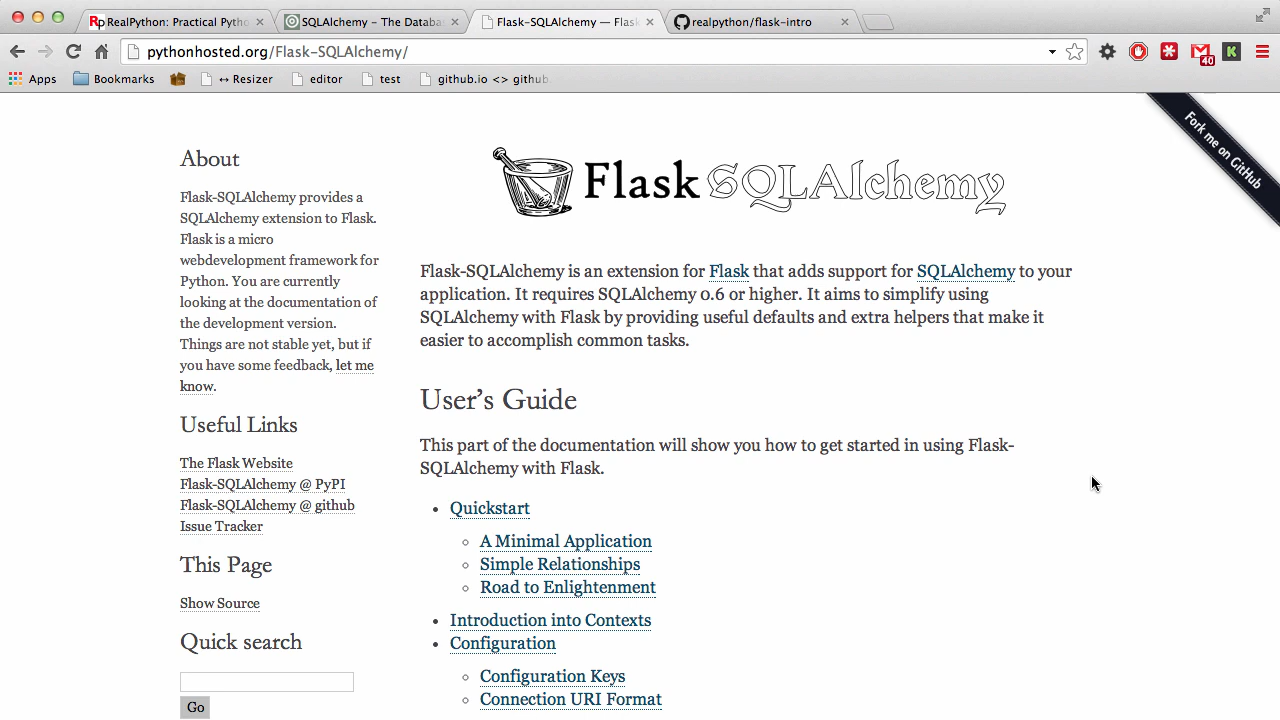 RealPython: Practical Pytho
SQLAlchemy – The Databa
Flask-SQLAlchemy — Flas
realpython/flask-intro
pythonhosted.org/Flask-SQLAlchemy/
40
Apps
Bookmarks
↔ Resizer
editor
test
github.io <> github
Fork me on GitHub
About
Flask-SQLAlchemy provides a
SQLAlchemy extension to Flask.
Flask is a micro
webdevelopment framework for
Python. You are currently
looking at the documentation of
the development version.
Things are not stable yet, but if
you have some feedback, let me
know.
Useful Links
The Flask Website
Flask-SQLAlchemy @ PyPI
Flask-SQLAlchemy @ github
Issue Tracker
This Page
Show Source
Quick search
Go
Flask SQLAlchemy
Flask-SQLAlchemy is an extension for Flask that adds support for SQLAlchemy to your
application. It requires SQLAlchemy 0.6 or higher. It aims to simplify using
SQLAlchemy with Flask by providing useful defaults and extra helpers that make it
easier to accomplish common tasks.
User's Guide
This part of the documentation will show you how to get started in using Flask-
SQLAlchemy with Flask.
• Quickstart
◦ A Minimal Application
◦ Simple Relationships
◦ Road to Enlightenment
• Introduction into Contexts
• Configuration
◦ Configuration Keys
◦ Connection URI Format